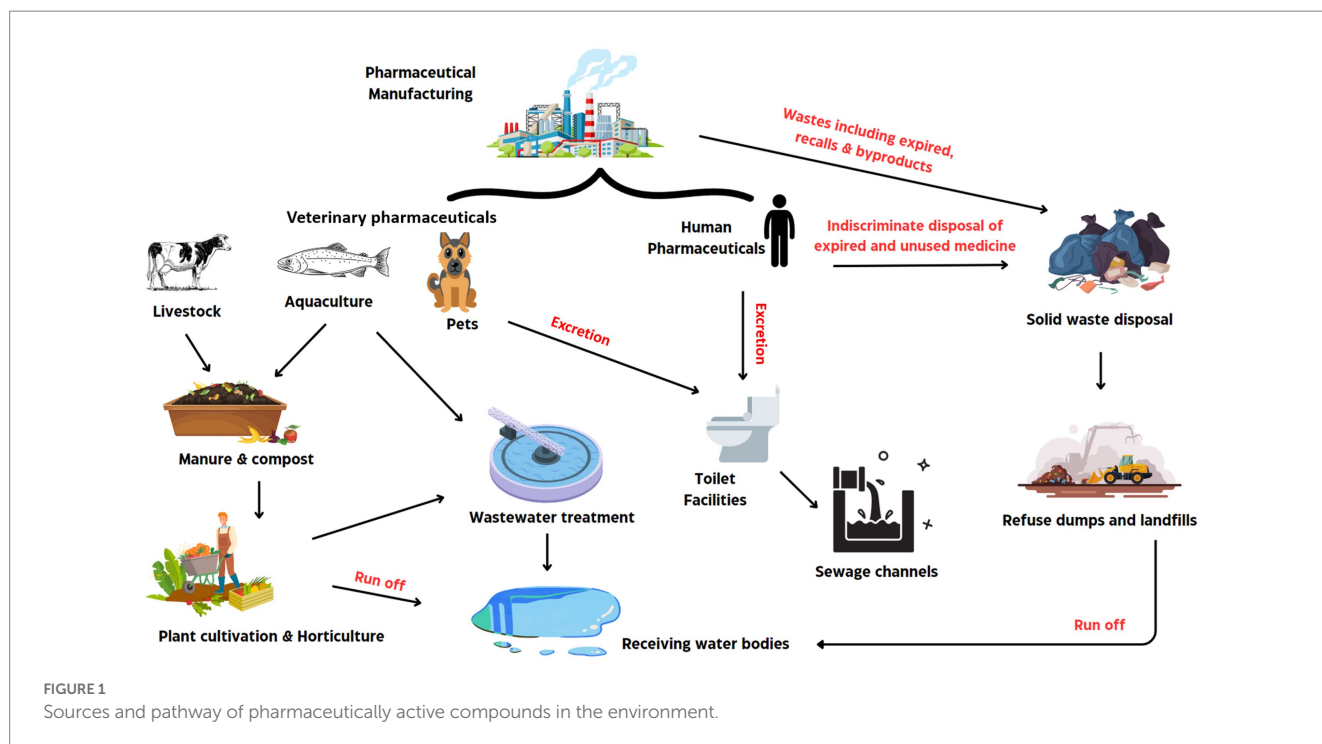 Pharmaceutical
Manufacturing
Wastes including expired,
recalls & byproducts
Veterinary pharmaceuticals
Human
Pharmaceuticals
Indiscriminate disposal of
expired and unused medicine
Livestock
Aquaculture
Pets
Excretion
Excretion
Solid waste disposal
Manure & compost
Wastewater treatment
Toilet
Facilities
Sewage channels
Refuse dumps and landfills
Run off
Plant cultivation & Horticulture
Receiving water bodies
Run off
FIGURE 1
Sources and pathway of pharmaceutically active compounds in the environment.